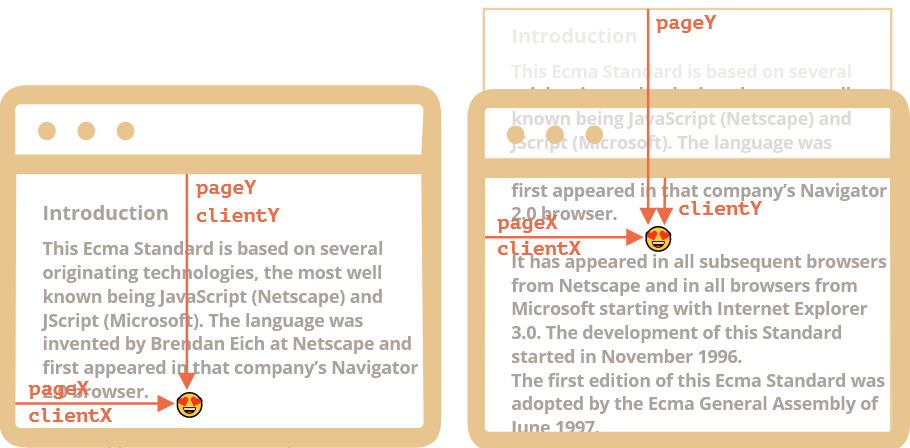 pageY
clientY
Introduction
This Ecma Standard is based on several
originating technologies, the most well
known being JavaScript (Netscape) and
JScript (Microsoft). The language was
invented by Brendan Eich at Netscape and
first appeared in that company’s Navigator
2.0 browser.
pageX
clientX
pageY
Introduction
This Ecma Standard is based on several
known being JavaScript (Netscape) and
JScript (Microsoft). The language was
first appeared in that company’s Navigator
2.0 browser.
clientY
pageX
clientX
It has appeared in all subsequent browsers
from Netscape and in all browsers from
Microsoft starting with Internet Explorer
3.0. The development of this Standard
started in November 1996.
The first edition of this Ecma Standard was
adopted by the Ecma General Assembly of
June 1997.